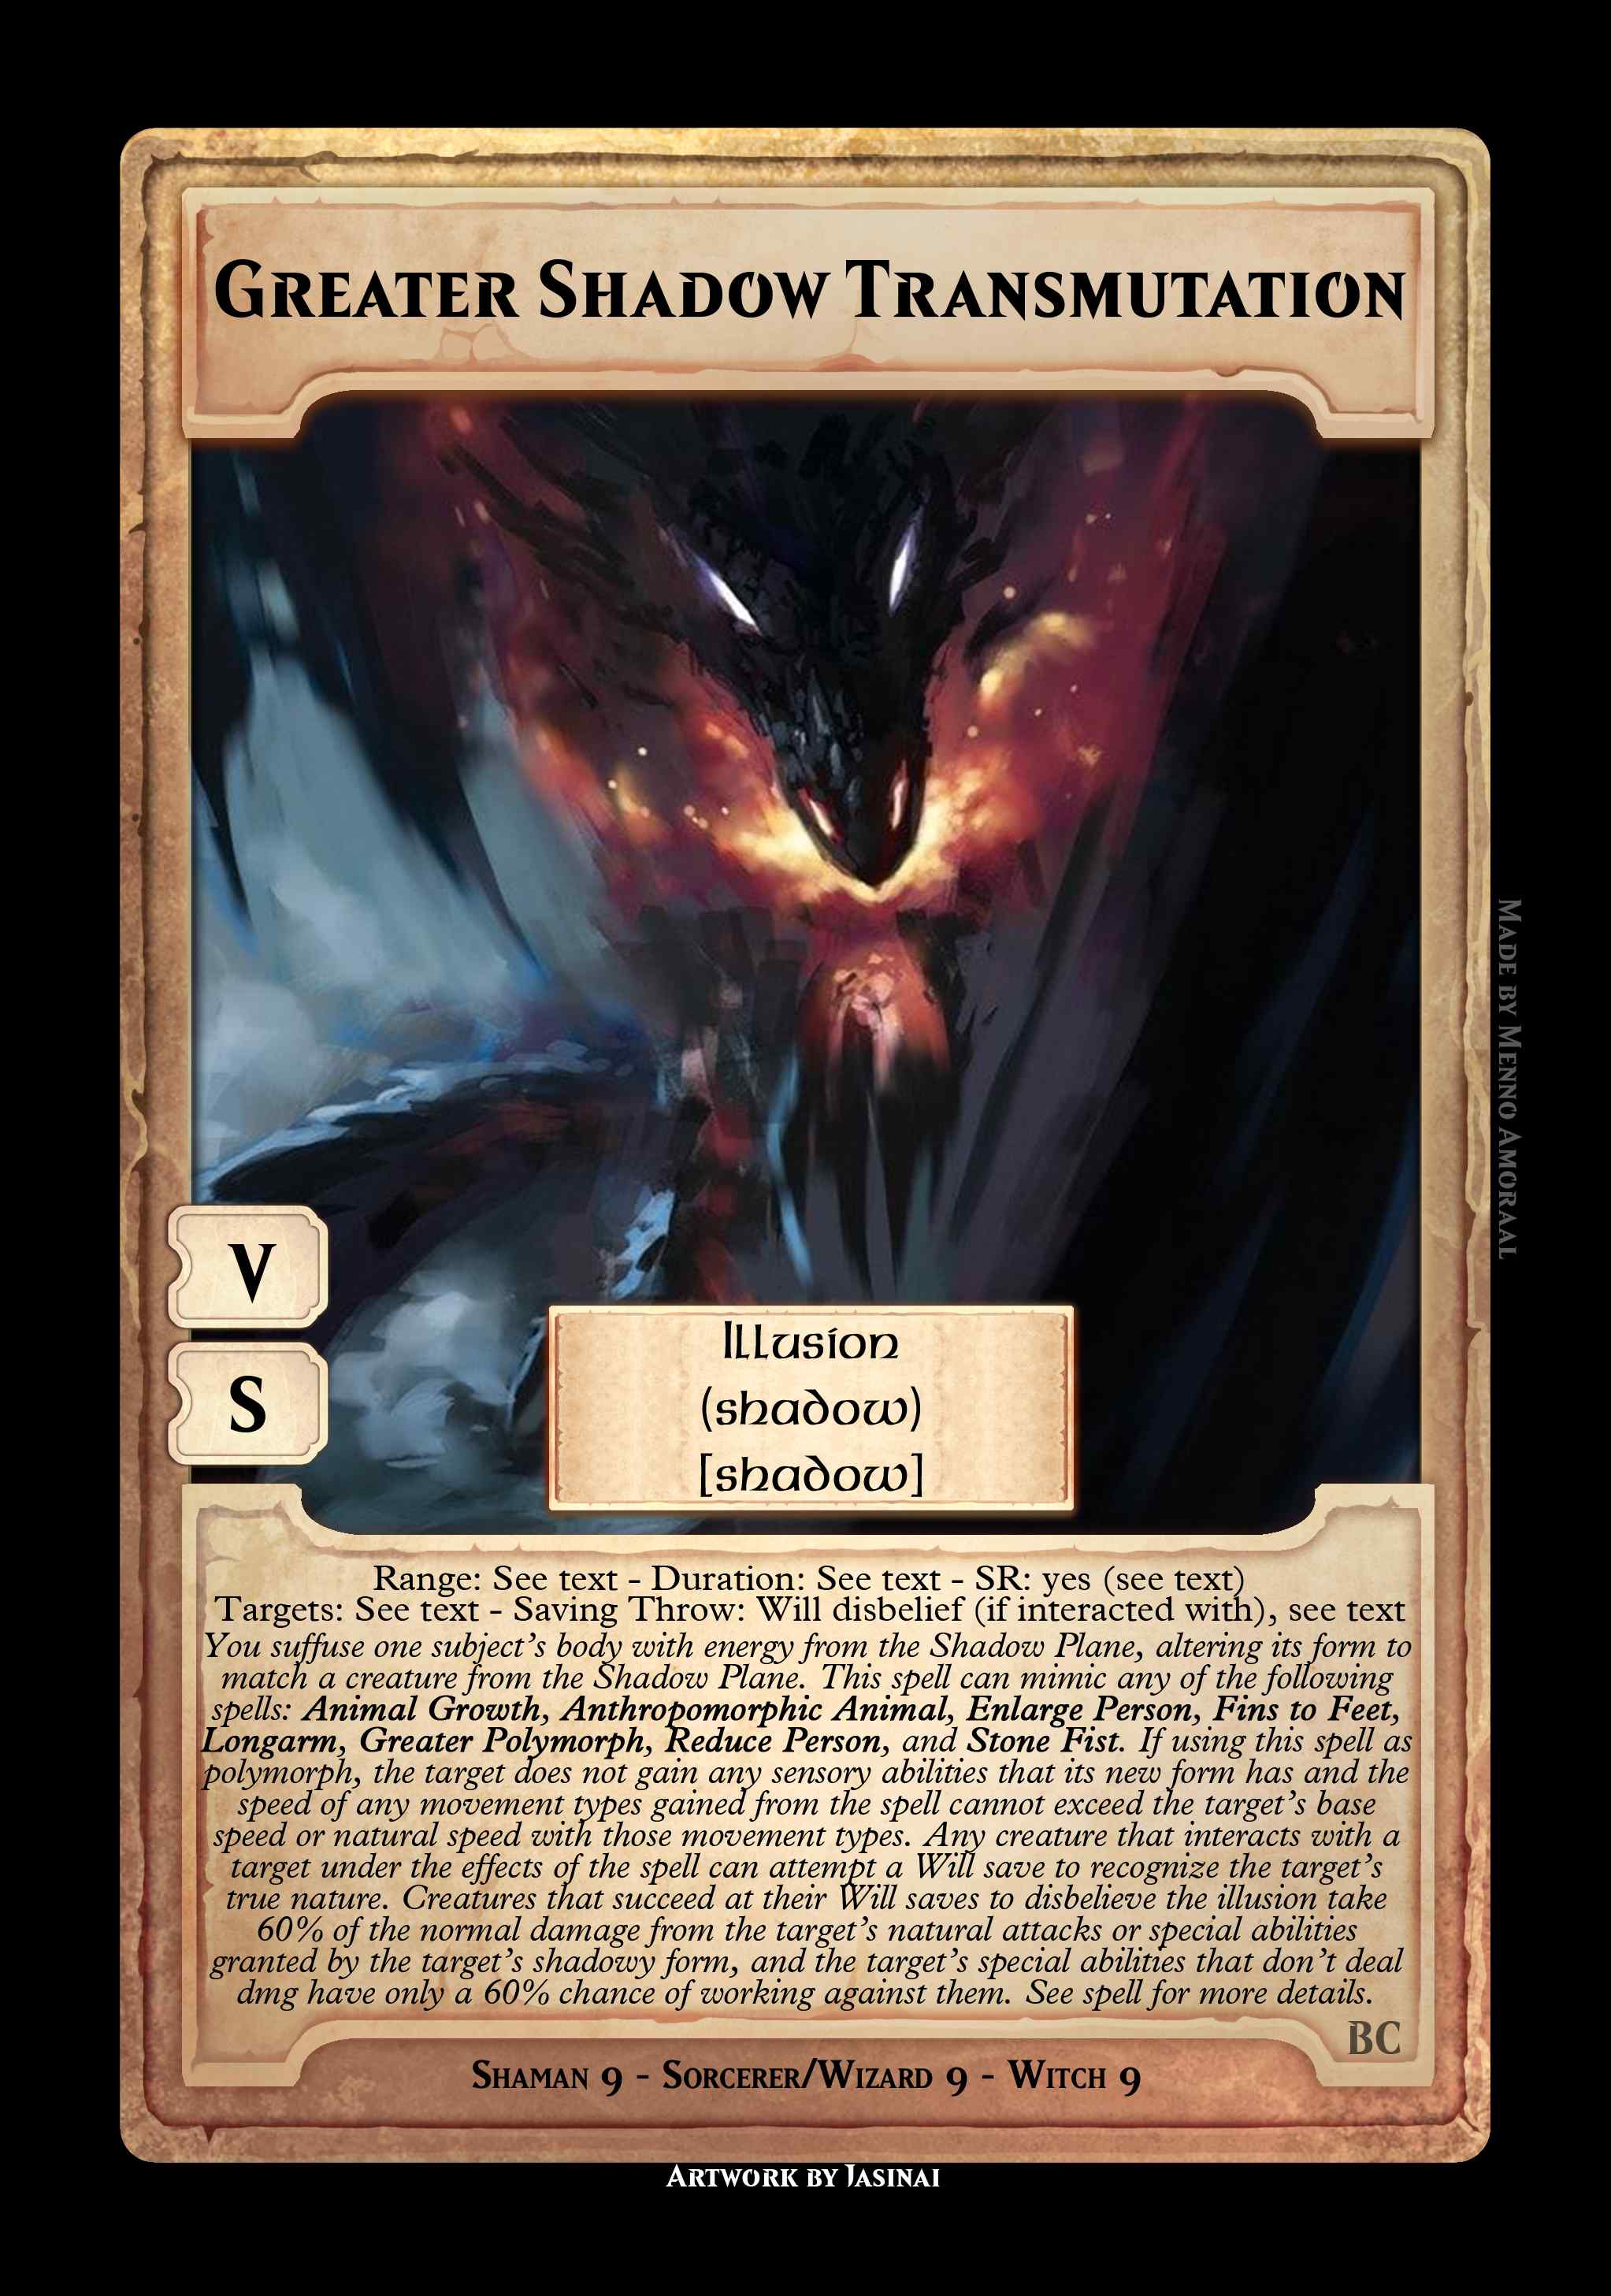 Greater Shadow Transmutation
Made by Menno Amoraal
V
S
Illusion
(shadow)
[shadow]
Range: See text - Duration: See text - SR: yes (see text)
Targets: See text - Saving Throw: Will disbelief (if interacted with), see text
You suffuse one subject's body with energy from the Shadow Plane, altering its form to
match a creature from the Shadow Plane. This spell can mimic any of the following
spells: Animal Growth, Anthropomorphic Animal, Enlarge Person, Fins to Feet,
Longarm, Greater Polymorph, Reduce Person, and Stone Fist. If using this spell as
polymorph, the target does not gain any sensory abilities that its new form has and the
speed of any movement types gained from the spell cannot exceed the target's base
speed or natural speed with those movement types. Any creature that interacts with a
target under the effects of the spell can attempt a Will save to recognize the target's
true nature. Creatures that succeed at their Will saves to disbelieve the illusion take
60% of the normal damage from the target's natural attacks or special abilities
granted by the target's shadowy form, and the target's special abilities that don't deal
dmg have only a 60% chance of working against them. See spell for more details.
BC
Shaman 9 - Sorcerer/Wizard 9 - Witch 9
Artwork by Jasinai